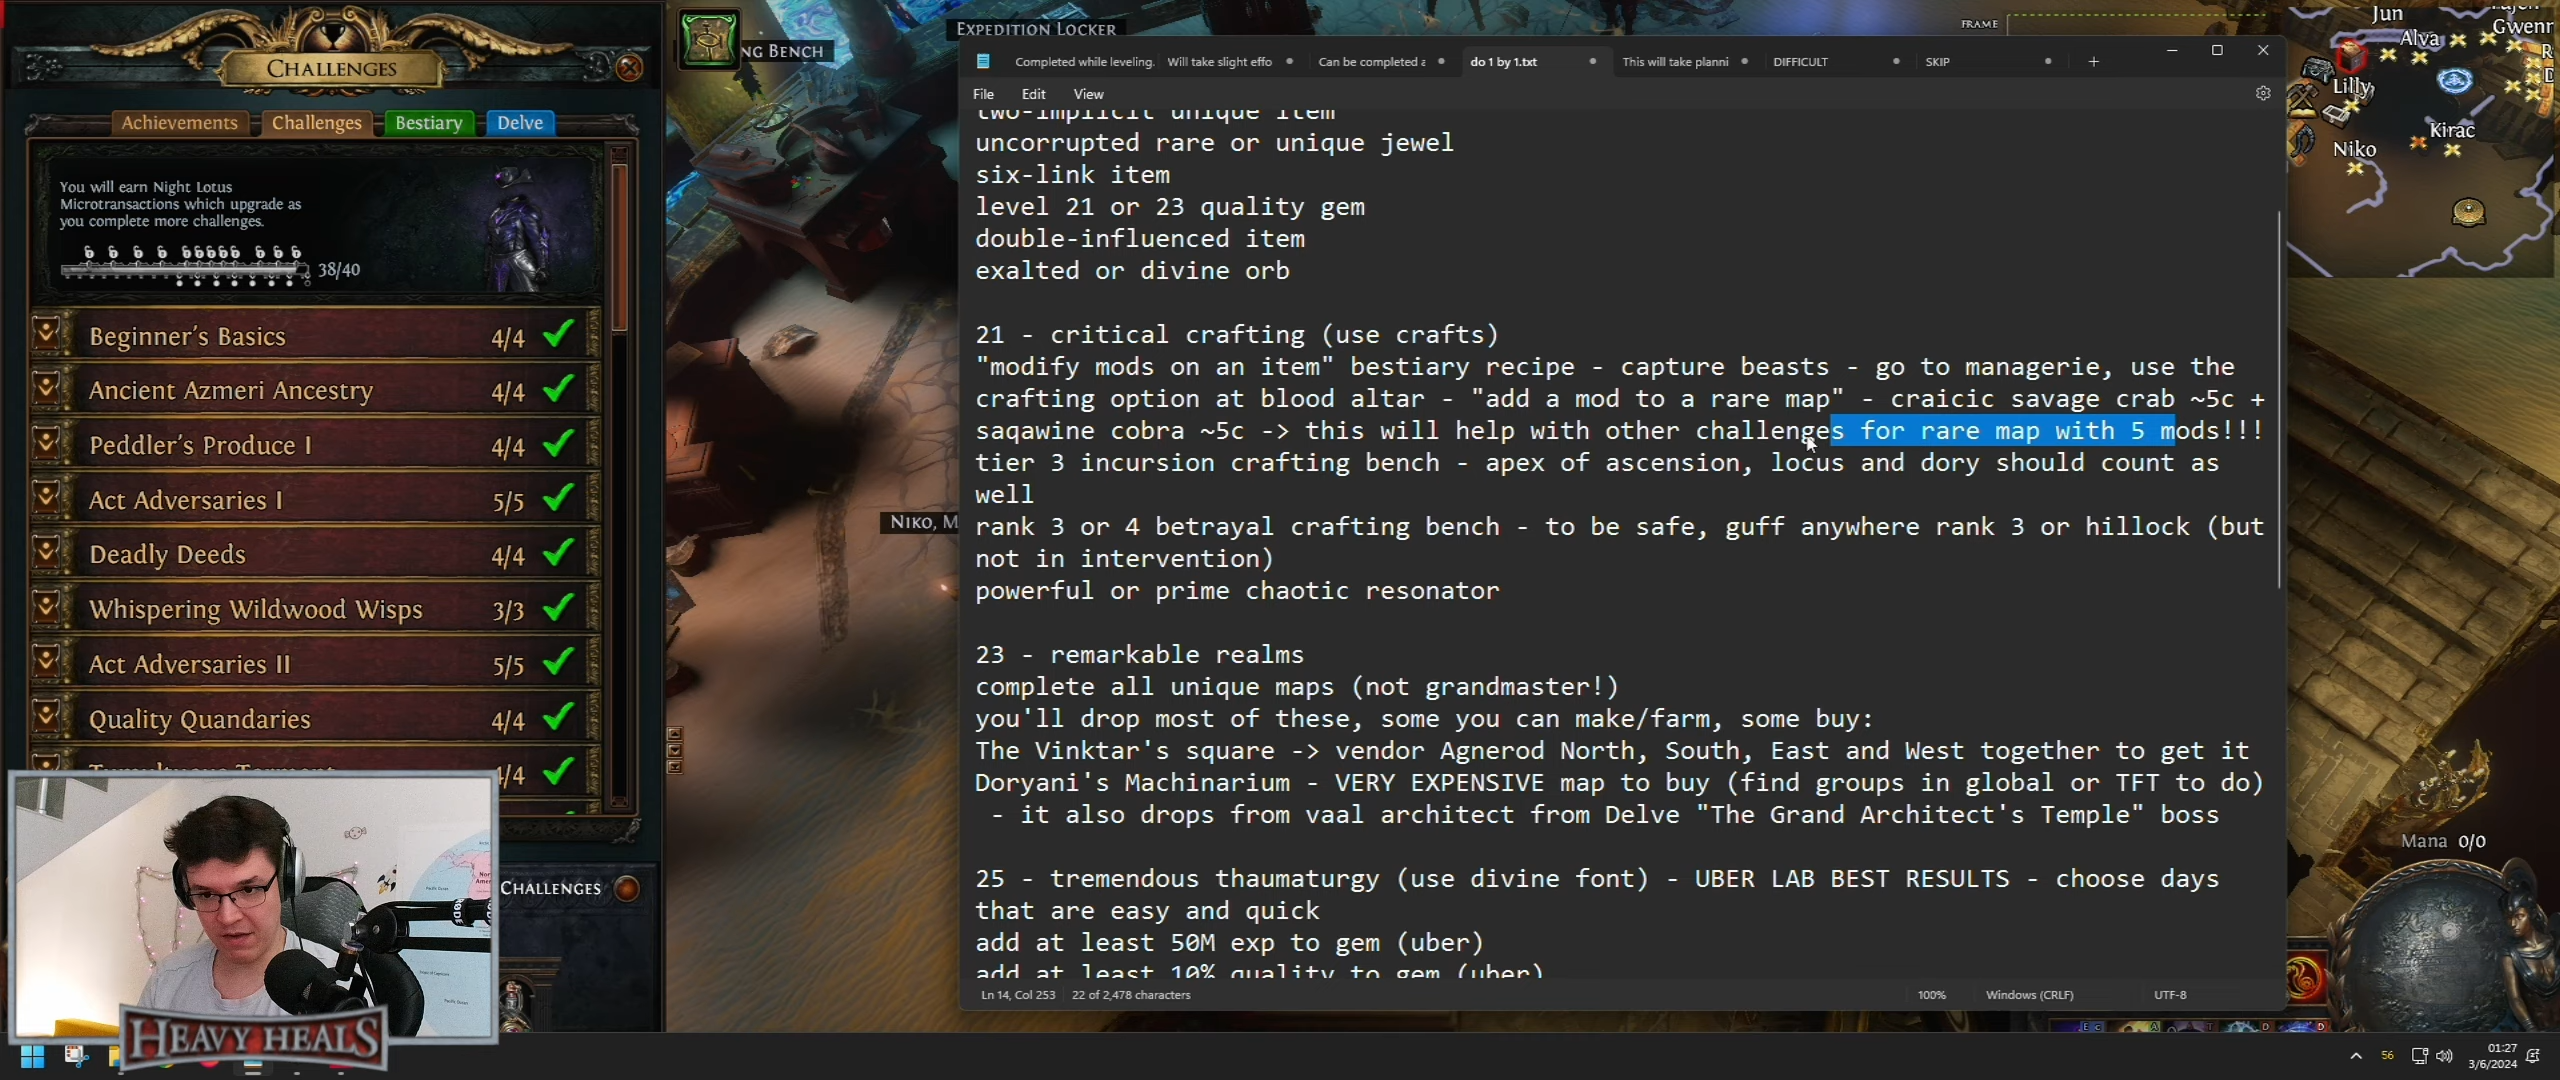 CHALLENGES
Achievements
Challenges
Bestiary
Delve
You will earn Night Lotus
Microtransactions which upgrade as
you complete more challenges.
38/40
Beginner's Basics 4/4
Ancient Azmeri Ancestry 4/4
Peddler's Produce I 4/4
Act Adversaries I 5/5
Deadly Deeds 4/4
Whispering Wildwood Wisps 3/3
Act Adversaries II 5/5
Quality Quandaries 4/4
Tumultuous Torment 4/4
CHALLENGES
HEAVY HEALS
NG BENCH
EXPEDITION LOCKER
FRAME
NIKO, M
Completed while leveling.
Will take slight effo
Can be completed a
do 1 by 1.txt
This will take planni
DIFFICULT
SKIP
File Edit View
two-implicit unique item
uncorrupted rare or unique jewel
six-link item
level 21 or 23 quality gem
double-influenced item
exalted or divine orb
21 - critical crafting (use crafts)
"modify mods on an item" bestiary recipe - capture beasts - go to managerie, use the
crafting option at blood altar - "add a mod to a rare map" - craicic savage crab ~5c +
saqawine cobra ~5c -> this will help with other challenges for rare map with 5 mods!!!
tier 3 incursion crafting bench - apex of ascension, locus and dory should count as
well
rank 3 or 4 betrayal crafting bench - to be safe, guff anywhere rank 3 or hillock (but
not in intervention)
powerful or prime chaotic resonator
23 - remarkable realms
complete all unique maps (not grandmaster!)
you'll drop most of these, some you can make/farm, some buy:
The Vinktar's square -> vendor Agnerod North, South, East and West together to get it
Doryani's Machinarium - VERY EXPENSIVE map to buy (find groups in global or TFT to do)
- it also drops from vaal architect from Delve "The Grand Architect's Temple" boss
25 - tremendous thaumaturgy (use divine font) - UBER LAB BEST RESULTS - choose days
that are easy and quick
add at least 50M exp to gem (uber)
add at least 10% quality to gem (uber)
Ln 14, Col 253
22 of 2,478 characters
100%
Windows (CRLF)
UTF-8
Jun
Gwenn
Alva
Lilly
Kirac
Niko
Mana 0/0
56
01:27
3/6/2024